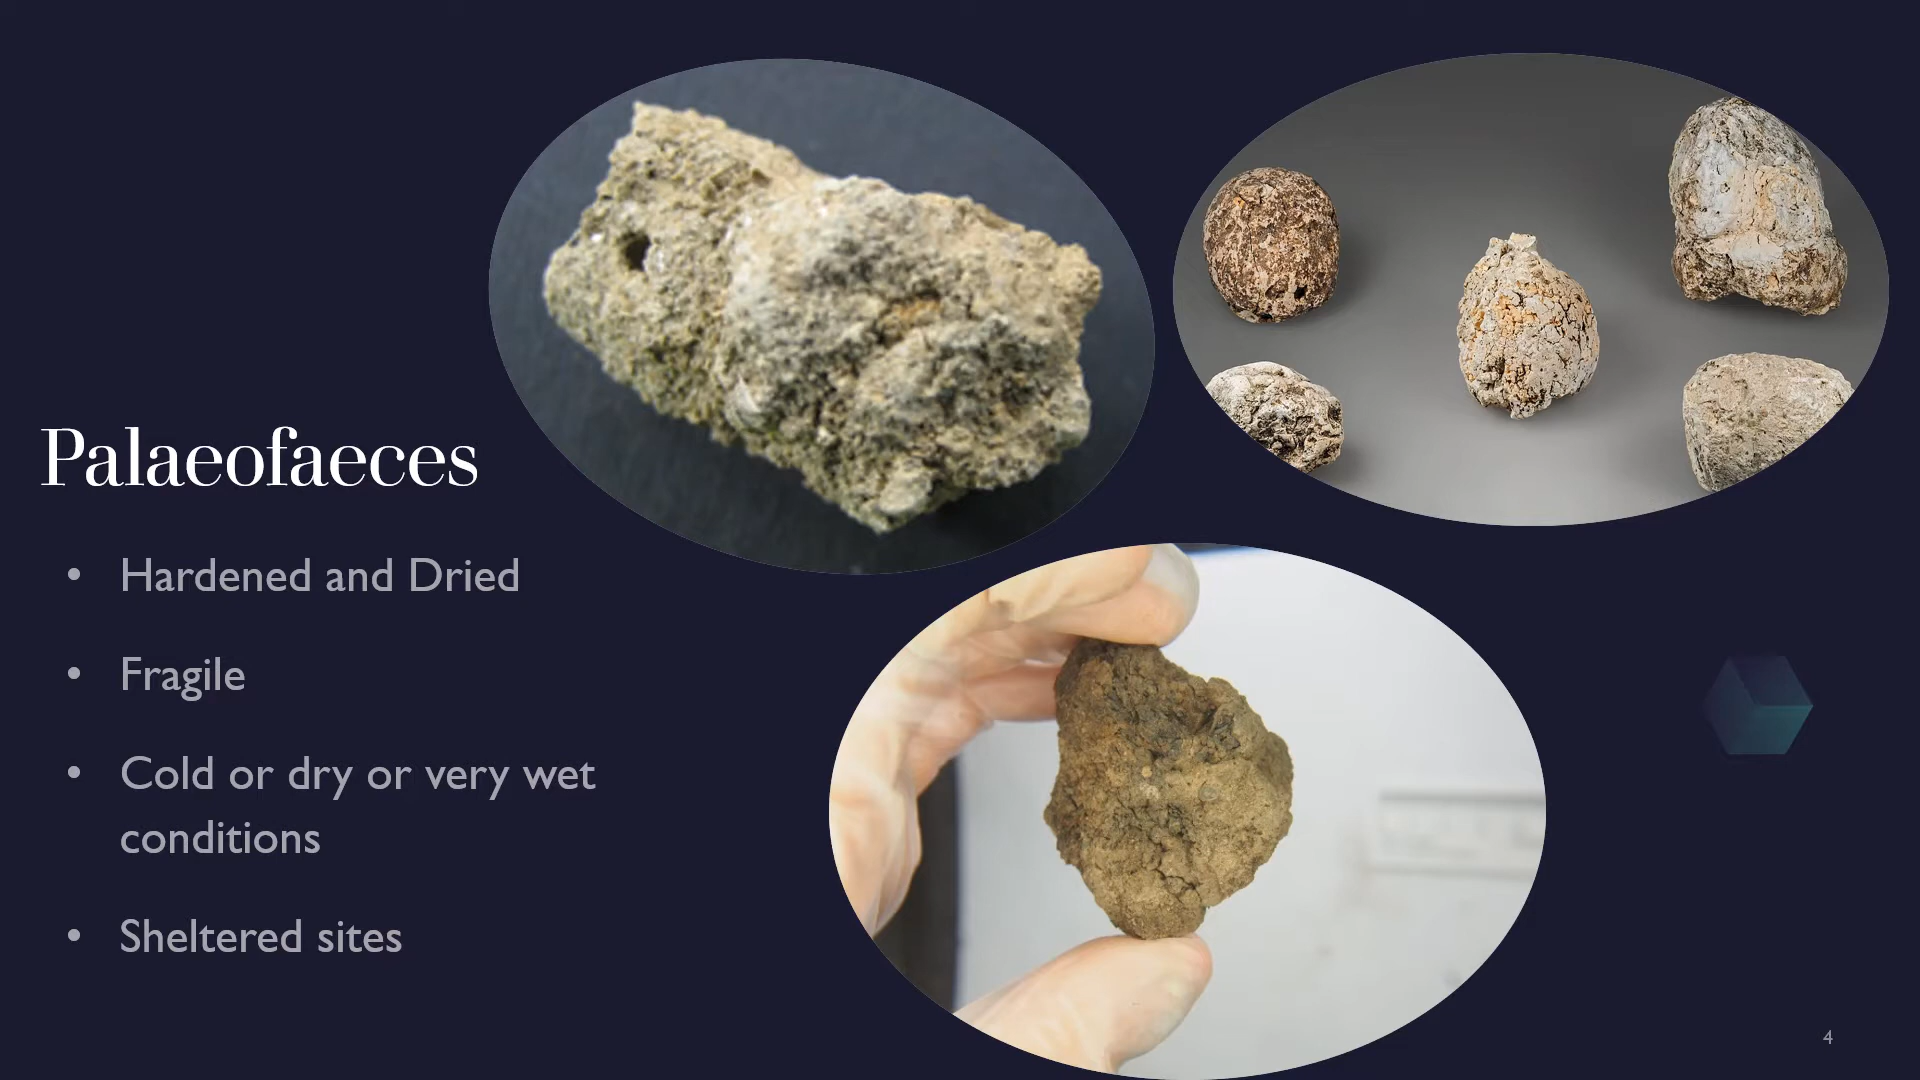 Palaeofaeces
• Hardened and Dried
• Fragile
• Cold or dry or very wet
conditions
• Sheltered sites
4